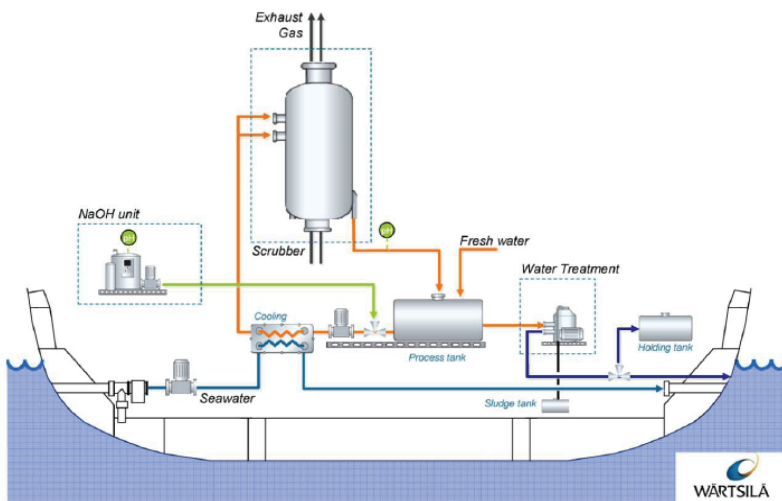 Exhaust
Gas
NaOH unit
pH
Scrubber
pH
Fresh water
Water Treatment
Cooling
Process tank
Holding tank
Seawater
Sludge tank
WÄRTSILÄ